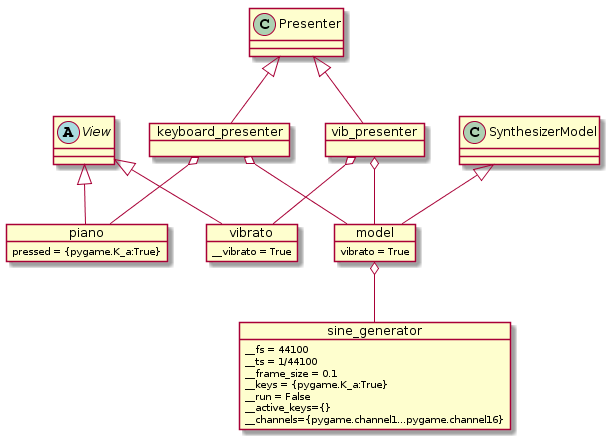 C Presenter
A View
keyboard_presenter
vib_presenter
C SynthesizerModel
piano
pressed = {pygame.K_a:True}
vibrato
__vibrato = True
model
vibrato = True
sine_generator
__fs = 44100
__ts = 1/44100
__frame_size = 0.1
__keys = {pygame.K_a:True}
__run = False
__active_keys={}
__channels={pygame.channel1...pygame.channel16}